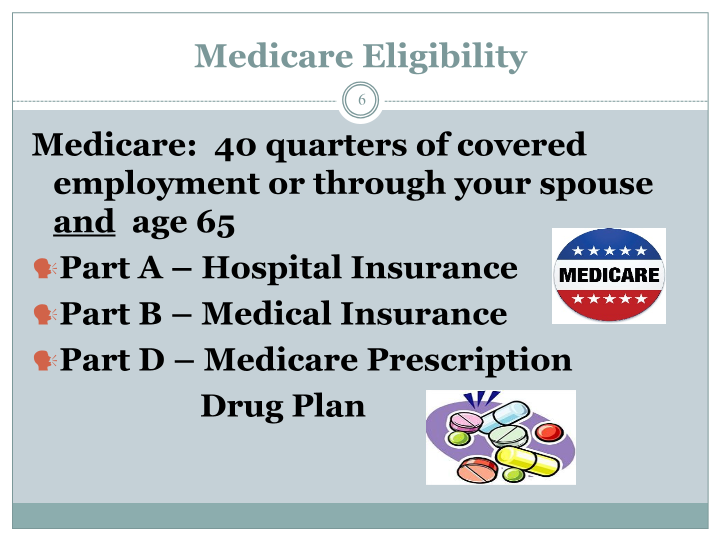 Medicare Eligibility
6
Medicare:  40 quarters of covered
employment or through your spouse
and  age 65
Part A – Hospital Insurance
MEDICARE
Part B – Medical Insurance
Part D – Medicare Prescription
Drug Plan